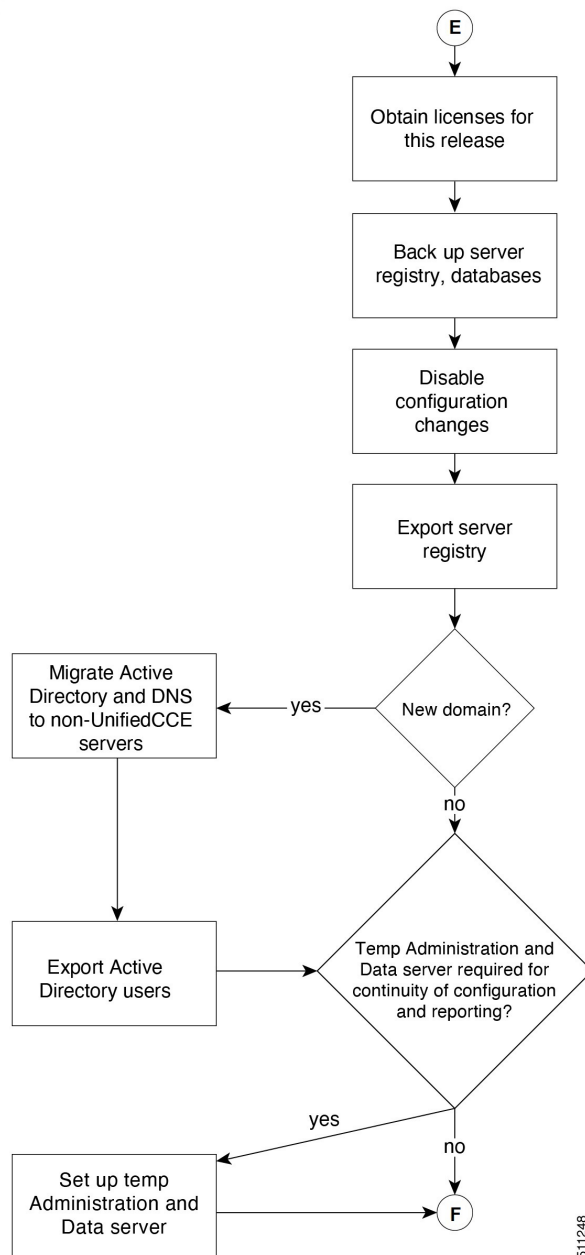 E
Obtain licenses for
this release
Back up server
registry, databases
Disable
configuration
changes
Export server
registry
New domain?
yes
Migrate Active
Directory and DNS
to non-UnifiedCCE
servers
no
Export Active
Directory users
Temp Administration and
Data server required for
continuity of configuration
and reporting?
yes
no
Set up temp
Administration and
Data server
F
511248